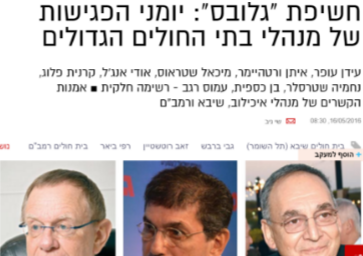 חשיפת "גלובס": יומני הפגישות
של מנהלי בתי החולים הגדולים
עידן עופר, איתן ורטהיימר, מיכאל שטראוס, אודי אנג'ל, קרנית פלוג,
נחמיה שטרסלר, בן כספית, עמוס רגב - רשימה חלקית ■ אמנות
הקשרים של מנהלי איכילוב, שיבא ורמב"ם
16/05/2016 08:30
בית חולים שיבא (תל השומר) גבי ברבש זאב רוטשטיין רפי ביאר בית חולים רמב"ם
+ הוסף למעקב